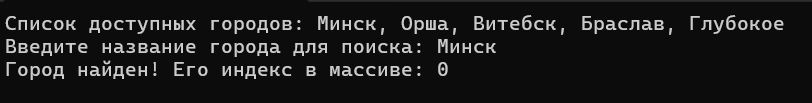 Список доступных городов: Минск, Орша, Витебск, Браслав, Глубокое
Введите название города для поиска: Минск
Город найден! Его индекс в массиве: 0